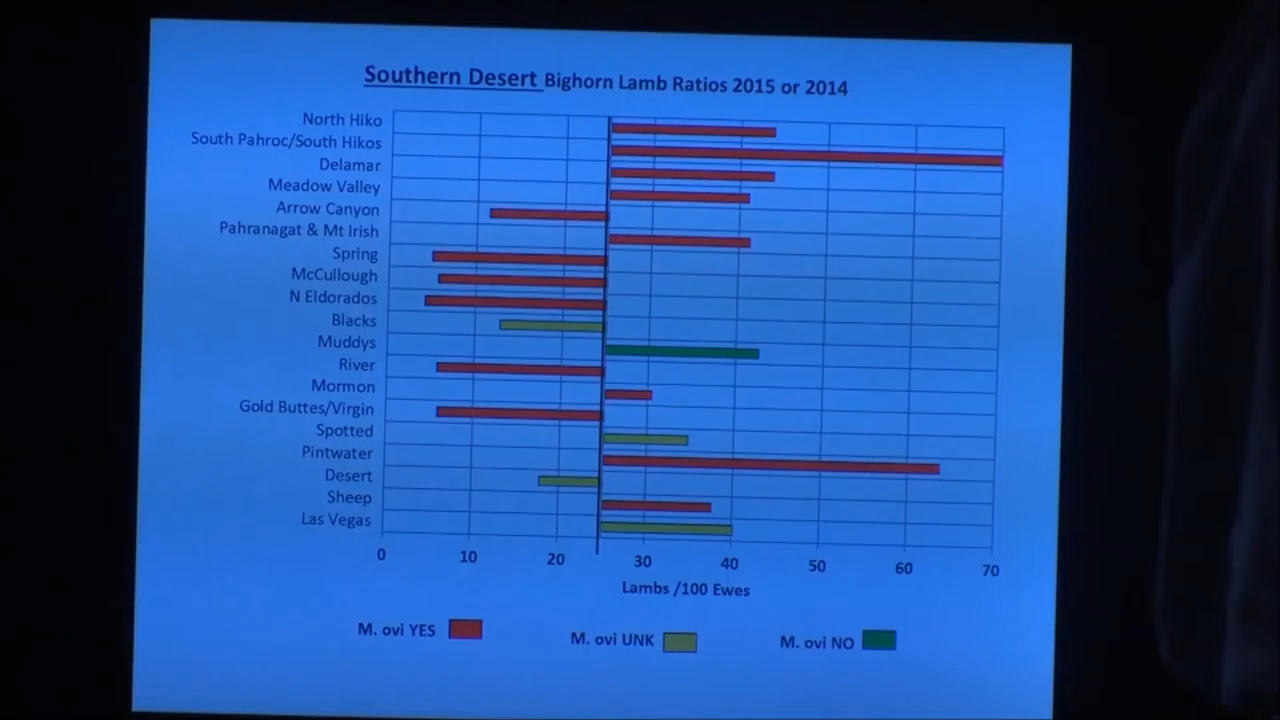 Southern Desert Bighorn Lamb Ratios 2015 or 2014
North Hiko
South Pahroc/South Hikos
Delamar
Meadow Valley
Arrow Canyon
Pahranagat & Mt Irish
Spring
McCullough
N Eldorados
Blacks
Muddys
River
Mormon
Gold Buttes/Virgin
Spotted
Pintwater
Desert
Sheep
Las Vegas
0 10 20 30 40 50 60 70
Lambs /100 Ewes
M. ovi YES M. ovi UNK M. ovi NO